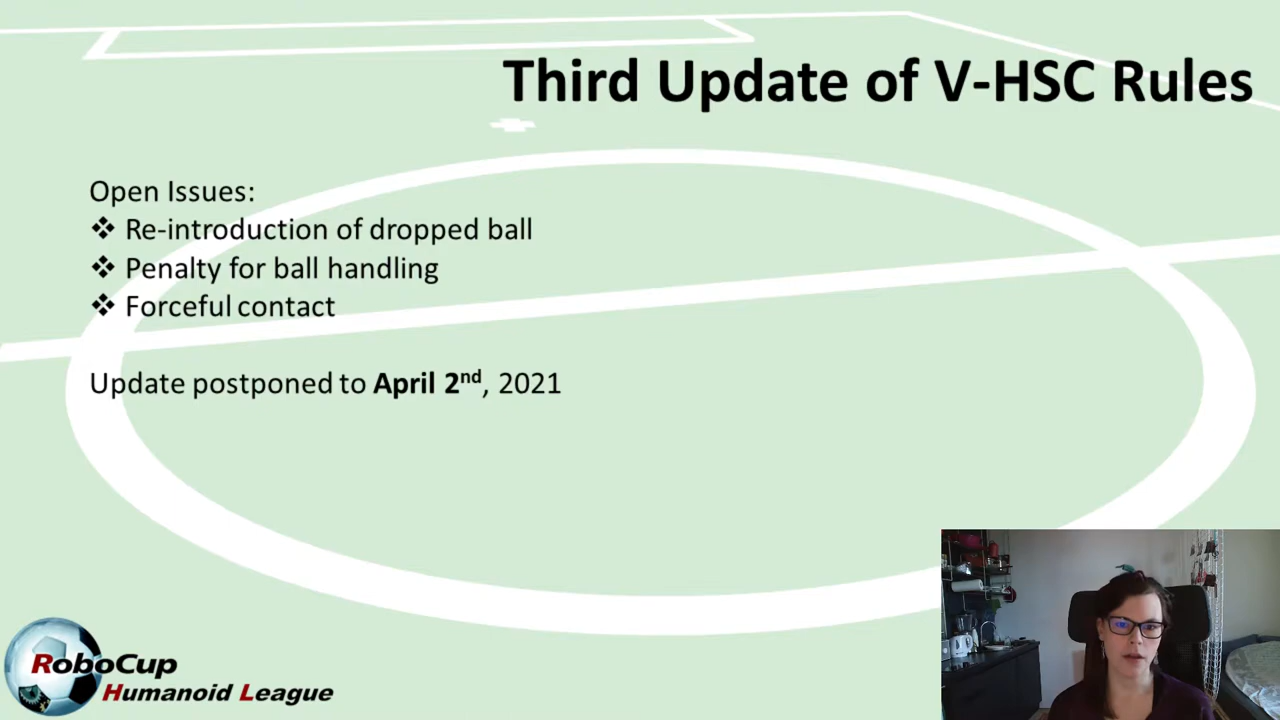 Third Update of V-HSC Rules
Open Issues:
❖ Re-introduction of dropped ball
❖ Penalty for ball handling
❖ Forceful contact
Update postponed to April 2nd, 2021
RoboCup
Humanoid League